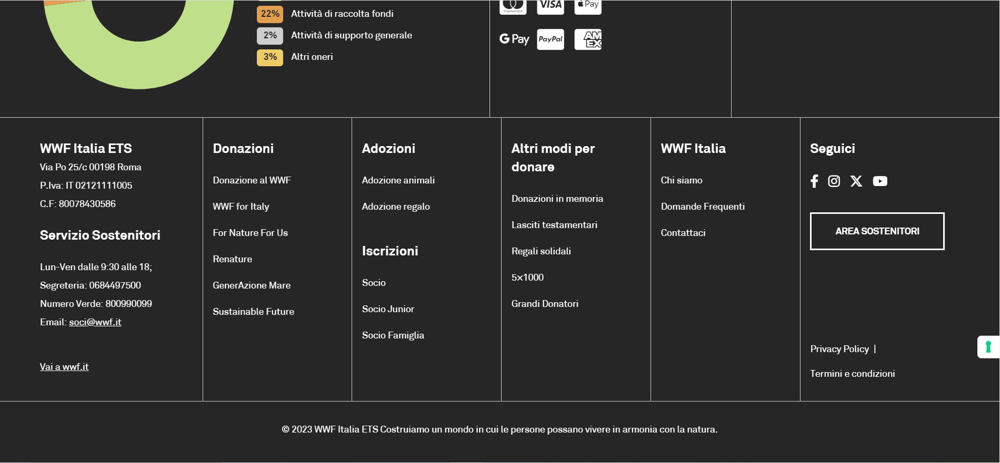 22% Attività di raccolta fondi
2% Attività di supporto generale
3% Altri oneri
mastercard VISA Pay
G Pay PayPal AMEX
WWF Italia ETS
Via Po 25/c 00198 Roma
P.Iva: IT 02121111005
C.F: 80078430586
Servizio Sostenitori
Lun-Ven dalle 9:30 alle 18;
Segreteria: 0684497500
Numero Verde: 800990099
Email: soci@wwf.it
Vai a wwf.it
Donazioni
Donazione al WWF
WWF for Italy
For Nature For Us
Renature
GenerAzione Mare
Sustainable Future
Adozioni
Adozione animali
Adozione regalo
Iscrizioni
Socio
Socio Junior
Socio Famiglia
Altri modi per
donare
Donazioni in memoria
Lasciti testamentari
Regali solidali
5×1000
Grandi Donatori
WWF Italia
Chi siamo
Domande Frequenti
Contattaci
Seguici
AREA SOSTENITORI
Privacy Policy |
Termini e condizioni
© 2023 WWF Italia ETS Costruiamo un mondo in cui le persone possano vivere in armonia con la natura.